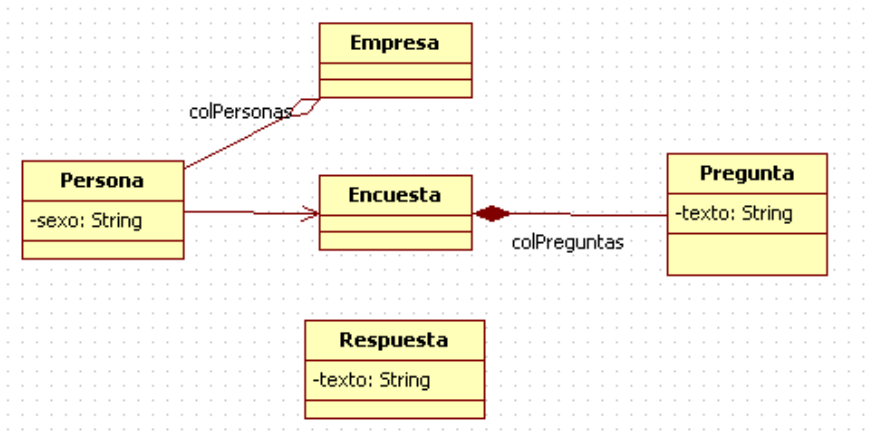 Empresa
colPersonas
Persona
-sexo: String
Encuesta
colPreguntas
Pregunta
-texto: String
Respuesta
-texto: String